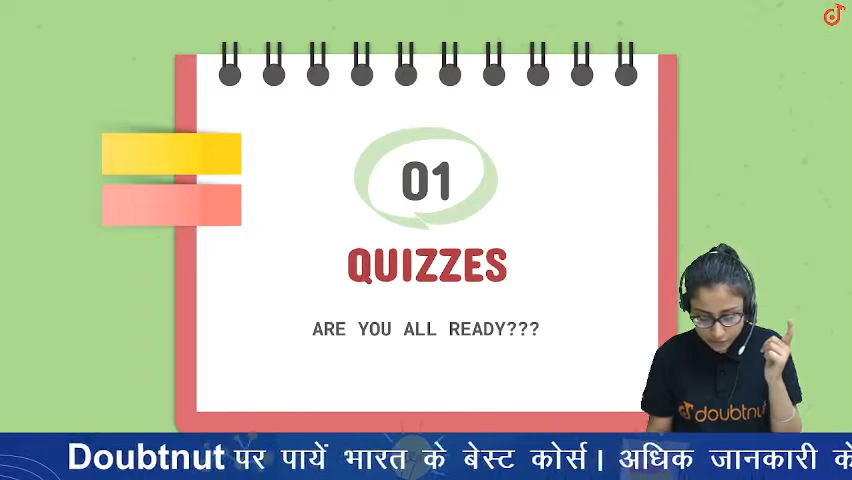 01
QUIZZES
ARE YOU ALL READY???
doubtnut
Doubtnut पर पायें भारत के बेस्ट कोर्स। अधिक जानकारी के